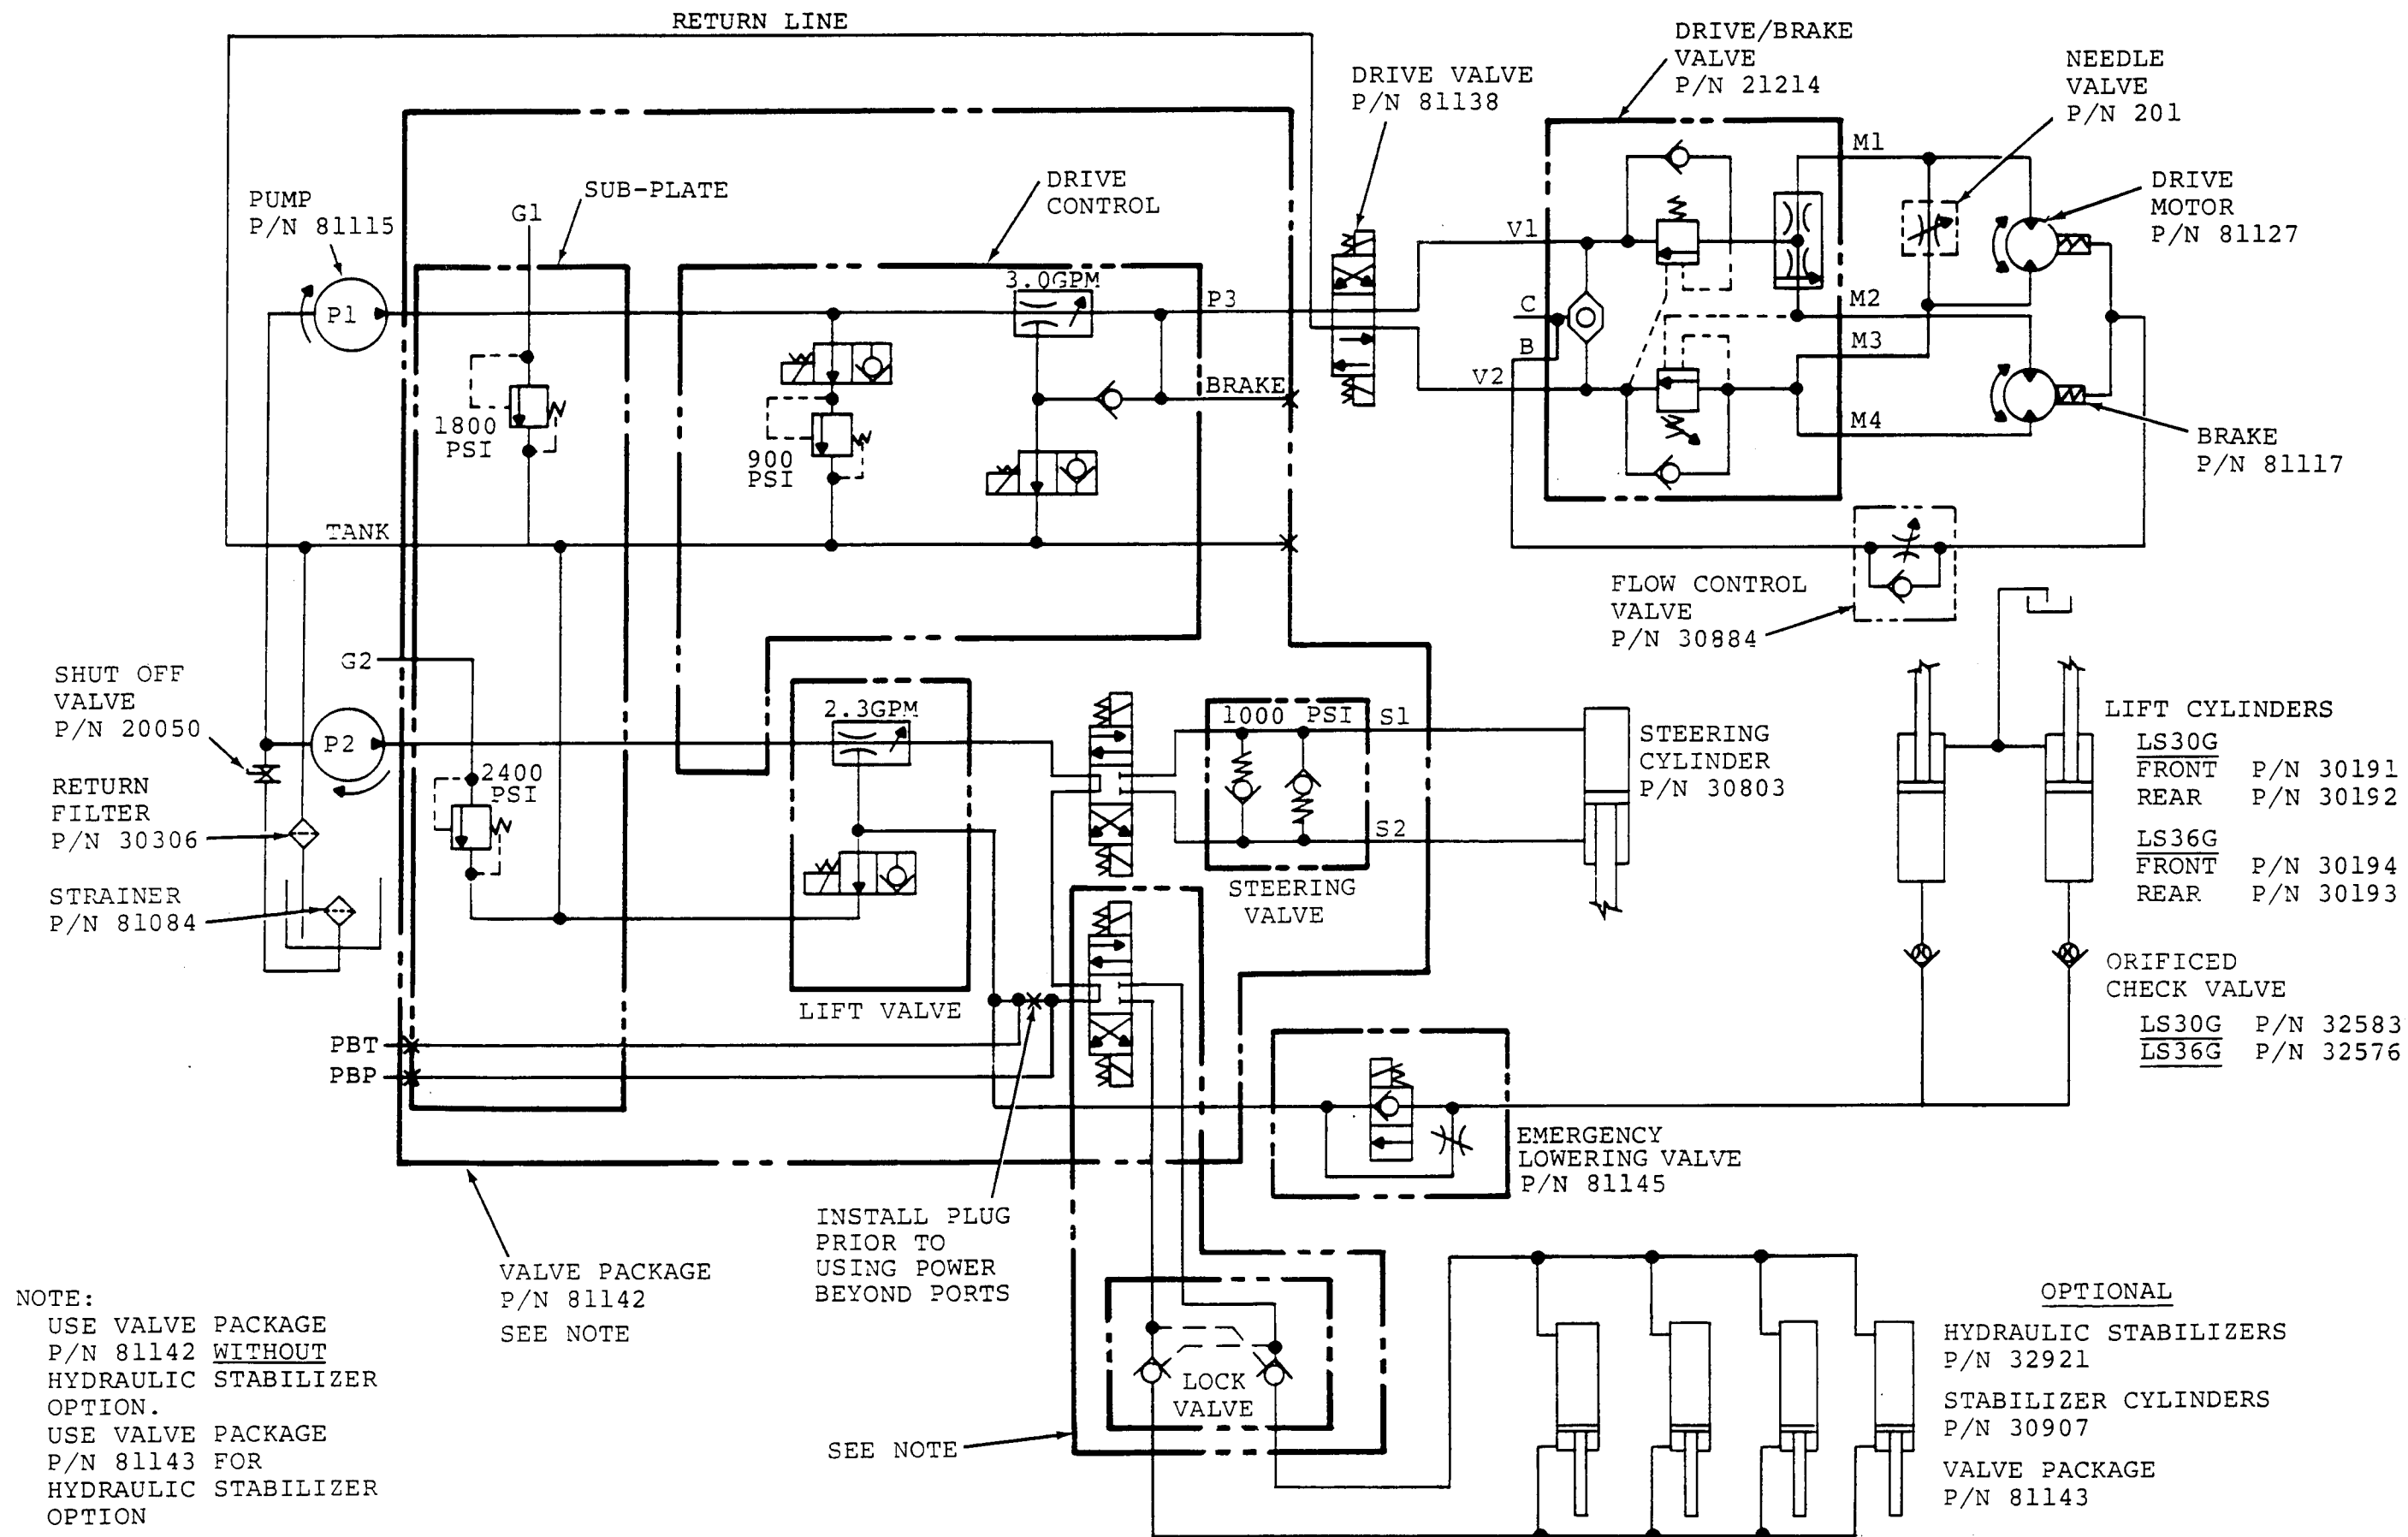 RETURN LINE
DRIVE VALVE
P/N 81138
DRIVE/BRAKE
VALVE
P/N 21214
NEEDLE
VALVE
P/N 201
PUMP
P/N 81115
SUB-PLATE
G1
DRIVE
CONTROL
M1
DRIVE
MOTOR
P/N 81127
P1
3.0GPM
P3
V1
C
B
M2
M3
V2
BRAKE
M4
1800
PSI
900
PSI
BRAKE
P/N 81117
TANK
FLOW CONTROL
VALVE
P/N 30884
SHUT OFF
VALVE
P/N 20050
G2
P2
2.3GPM
1000 PSI
S1
S2
STEERING
CYLINDER
P/N 30803
LIFT CYLINDERS
LS30G
FRONT P/N 30191
REAR P/N 30192
LS36G
FRONT P/N 30194
REAR P/N 30193
RETURN
FILTER
P/N 30306
2400
PSI
STRAINER
P/N 81084
STEERING
VALVE
LIFT VALVE
ORIFICED
CHECK VALVE
LS30G P/N 32583
LS36G P/N 32576
PBT
PBP
EMERGENCY
LOWERING VALVE
P/N 81145
INSTALL PLUG
PRIOR TO
USING POWER
BEYOND PORTS
VALVE PACKAGE
P/N 81142
SEE NOTE
NOTE:
USE VALVE PACKAGE
P/N 81142 WITHOUT
HYDRAULIC STABILIZER
OPTION.
USE VALVE PACKAGE
P/N 81143 FOR
HYDRAULIC STABILIZER
OPTION
LOCK
VALVE
SEE NOTE
OPTIONAL
HYDRAULIC STABILIZERS
P/N 32921
STABILIZER CYLINDERS
P/N 30907
VALVE PACKAGE
P/N 81143